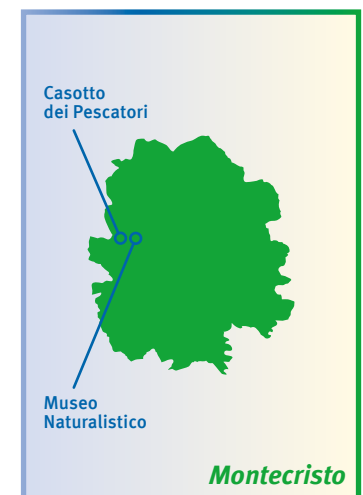 Casotto
dei Pescatori
Museo
Naturalistico
Montecristo